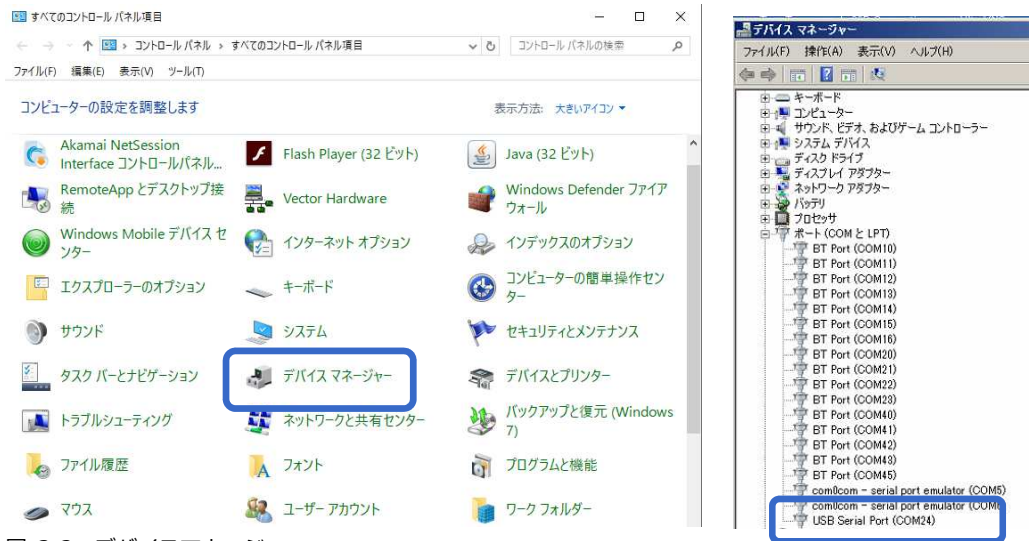 すべてのコントロール パネル項目
コントロール パネル › すべてのコントロール パネル項目
コントロール パネルの検索
ファイル(F) 編集(E) 表示(V) ツール(T)
コンピューターの設定を調整します
表示方法: 大きいアイコン
Akamai NetSession
Interface コントロールパネル...
Flash Player (32 ビット)
Java (32 ビット)
RemoteApp とデスクトップ接
続
Vector Hardware
Windows Defender ファイア
ウォール
Windows Mobile デバイス セ
ンター
インターネット オプション
インデックスのオプション
エクスプローラーのオプション
キーボード
コンピューターの簡単操作セン
ター
サウンド
システム
セキュリティとメンテナンス
タスク バーとナビゲーション
デバイス マネージャー
デバイスとプリンター
トラブルシューティング
ネットワークと共有センター
バックアップと復元 (Windows
7)
ファイル履歴
フォント
プログラムと機能
マウス
ユーザー アカウント
ワーク フォルダー
デバイス マネージャー
ファイル(F) 操作(A) 表示(V) ヘルプ(H)
キーボード
コンピューター
サウンド、ビデオ、およびゲーム コントローラー
システム デバイス
ディスク ドライブ
ディスプレイ アダプター
ネットワーク アダプター
バッテリ
プロセッサ
ポート (COM と LPT)
BT Port (COM10)
BT Port (COM11)
BT Port (COM12)
BT Port (COM13)
BT Port (COM14)
BT Port (COM15)
BT Port (COM16)
BT Port (COM20)
BT Port (COM21)
BT Port (COM22)
BT Port (COM23)
BT Port (COM40)
BT Port (COM41)
BT Port (COM42)
BT Port (COM43)
BT Port (COM45)
com0com - serial port emulator (COM5)
com0com - serial port emulator (COM6
USB Serial Port (COM24)